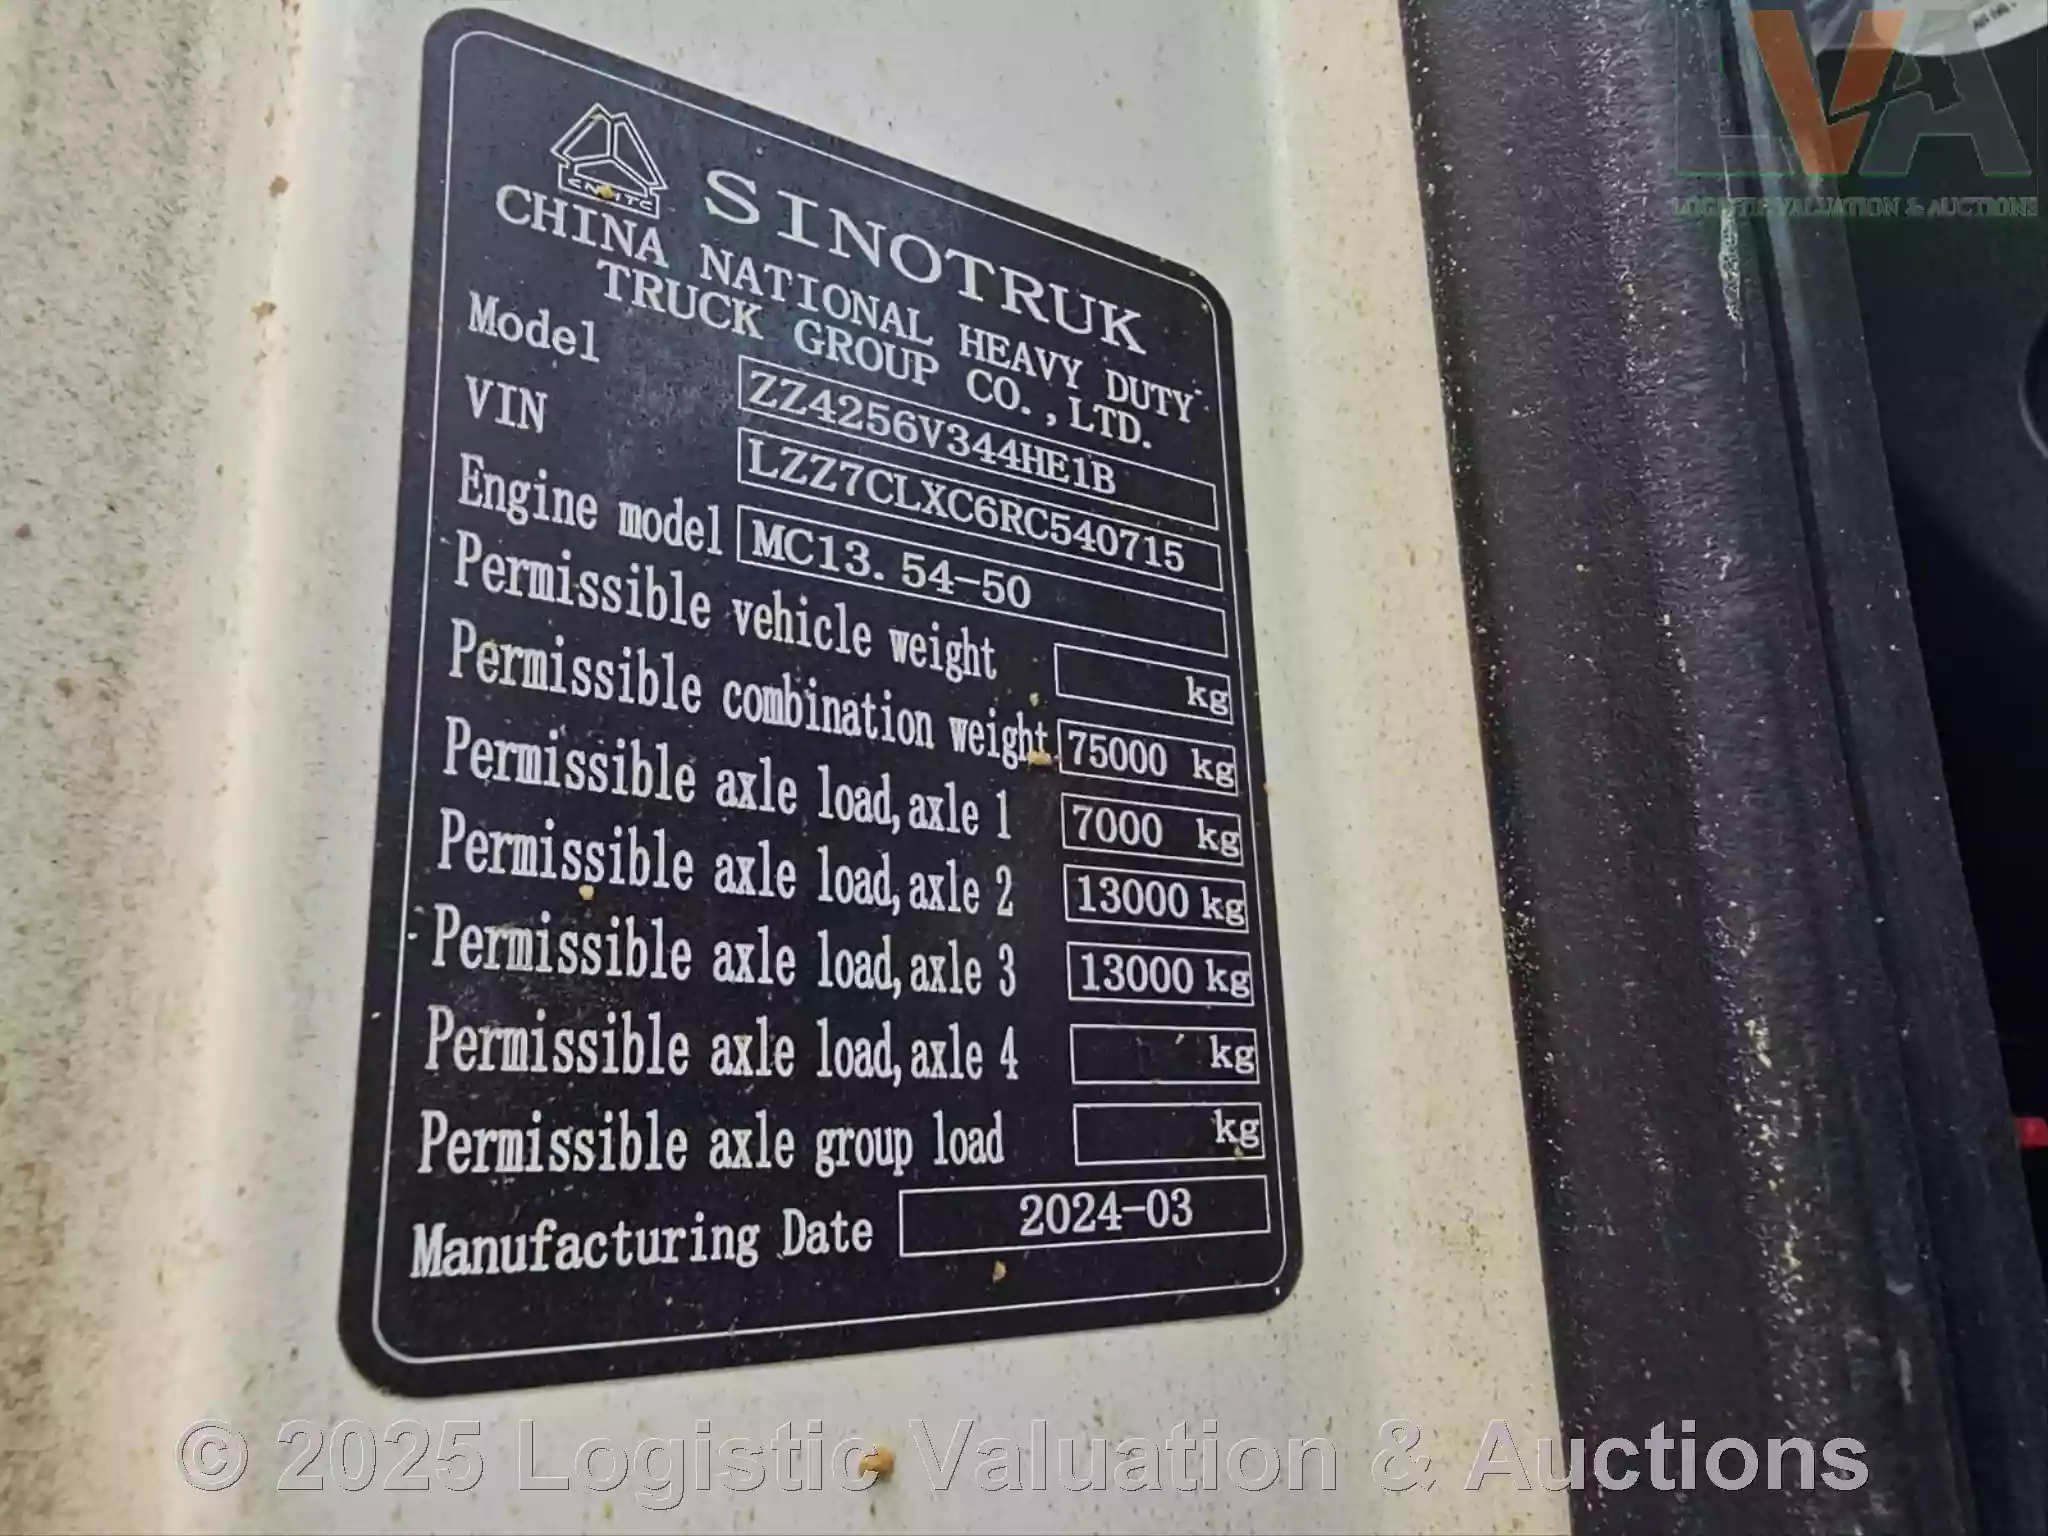 LVA
LOGISTIC VALUATION & AUCTIONS
CNHTC
SINOTRUK
CHINA NATIONAL HEAVY DUTY
TRUCK GROUP CO.,LTD.
Model ZZ4256V344HE1B
VIN LZZ7CLXC6RC540715
Engine model MC13.54-50
Permissible vehicle weight kg
Permissible combination weight 75000 kg
Permissible axle load,axle 1 7000 kg
Permissible axle load,axle 2 13000 kg
Permissible axle load,axle 3 13000 kg
Permissible axle load,axle 4 kg
Permissible axle group load kg
Manufacturing Date 2024-03
© 2025 Logistic Valuation & Auctions